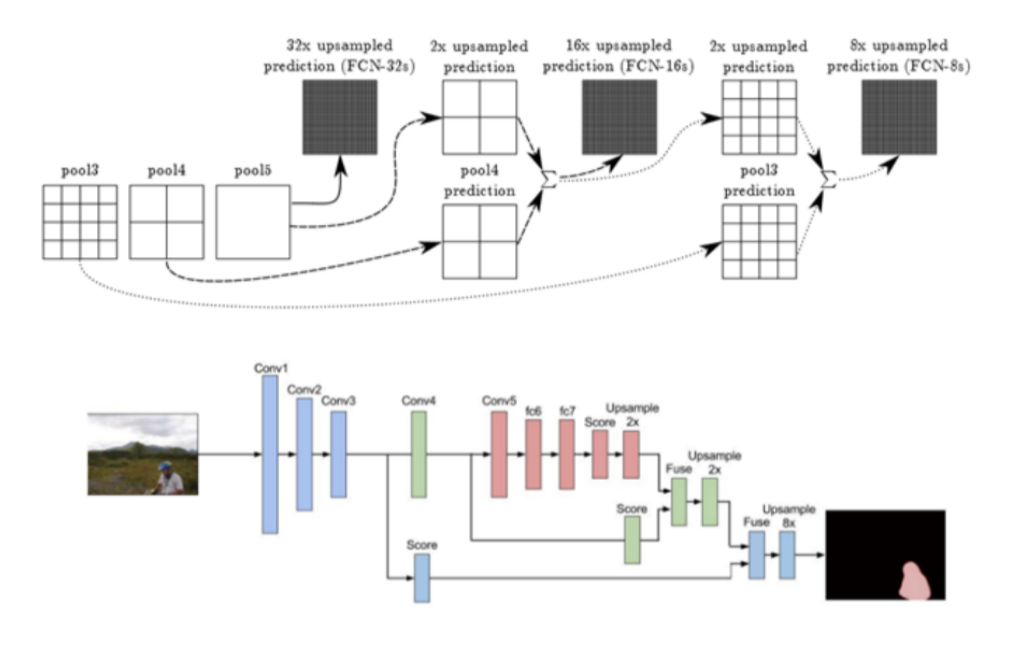 32x upsampled
prediction (FCN-32s)
2x upsampled
prediction
16x upsampled
prediction (FCN-16s)
2x upsampled
prediction
8x upsampled
prediction (FCN-8s)
pool3
pool4
pool5
pool4
prediction
pool3
prediction
Σ
Σ
Conv1
Conv2
Conv3
Conv4
Conv5
fc6
fc7
Score
Upsample
2x
Fuse
Upsample
2x
Score
Fuse
Upsample
8x
Score